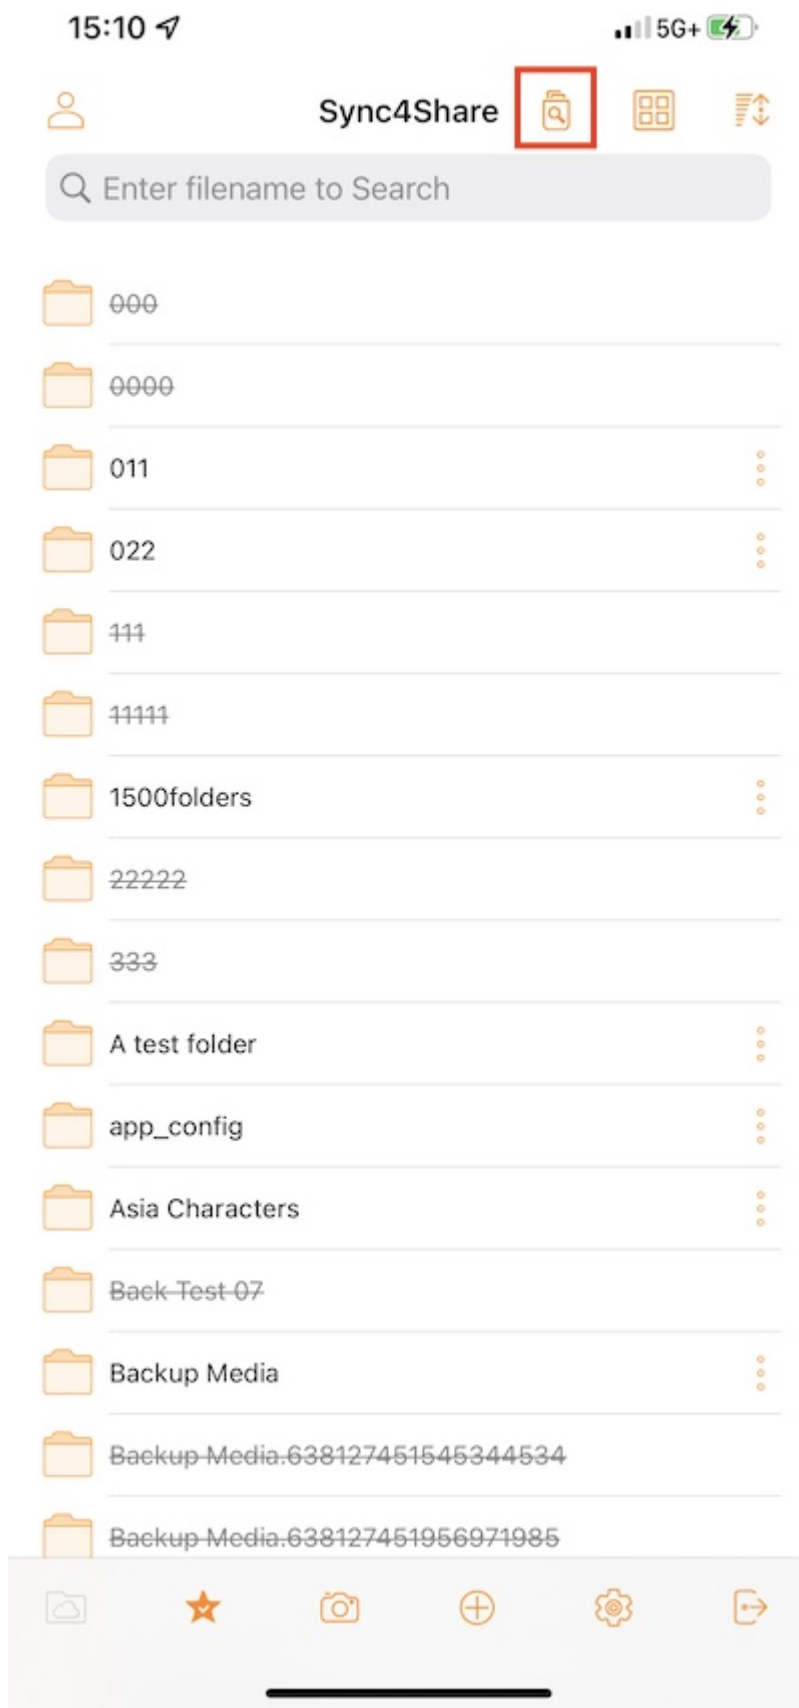 15:10
5G+
Sync4Share
Enter filename to Search
000
0000
011
022
111
11111
1500folders
22222
333
A test folder
app_config
Asia Characters
Back Test 07
Backup Media
Backup Media.638127451545344534
Backup Media.638127451956971985